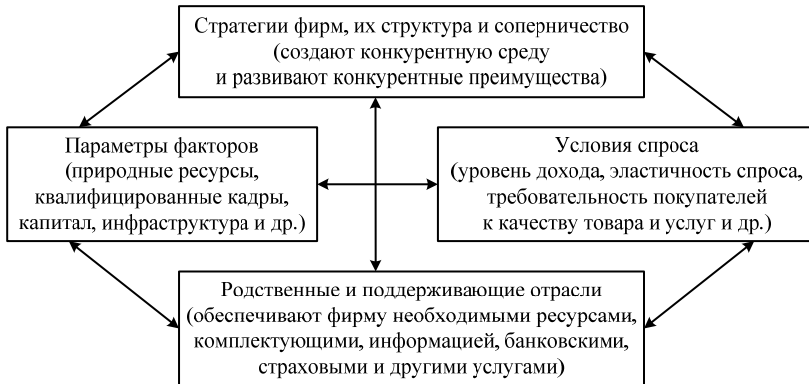 Стратегии фирм, их структура и соперничество
(создают конкурентную среду
и развивают конкурентные преимущества)
Параметры факторов
(природные ресурсы,
квалифицированные кадры,
капитал, инфраструктура и др.)
Условия спроса
(уровень дохода, эластичность спроса,
требовательность покупателей
к качеству товара и услуг и др.)
Родственные и поддерживающие отрасли
(обеспечивают фирму необходимыми ресурсами,
комплектующими, информацией, банковскими,
страховыми и другими услугами)